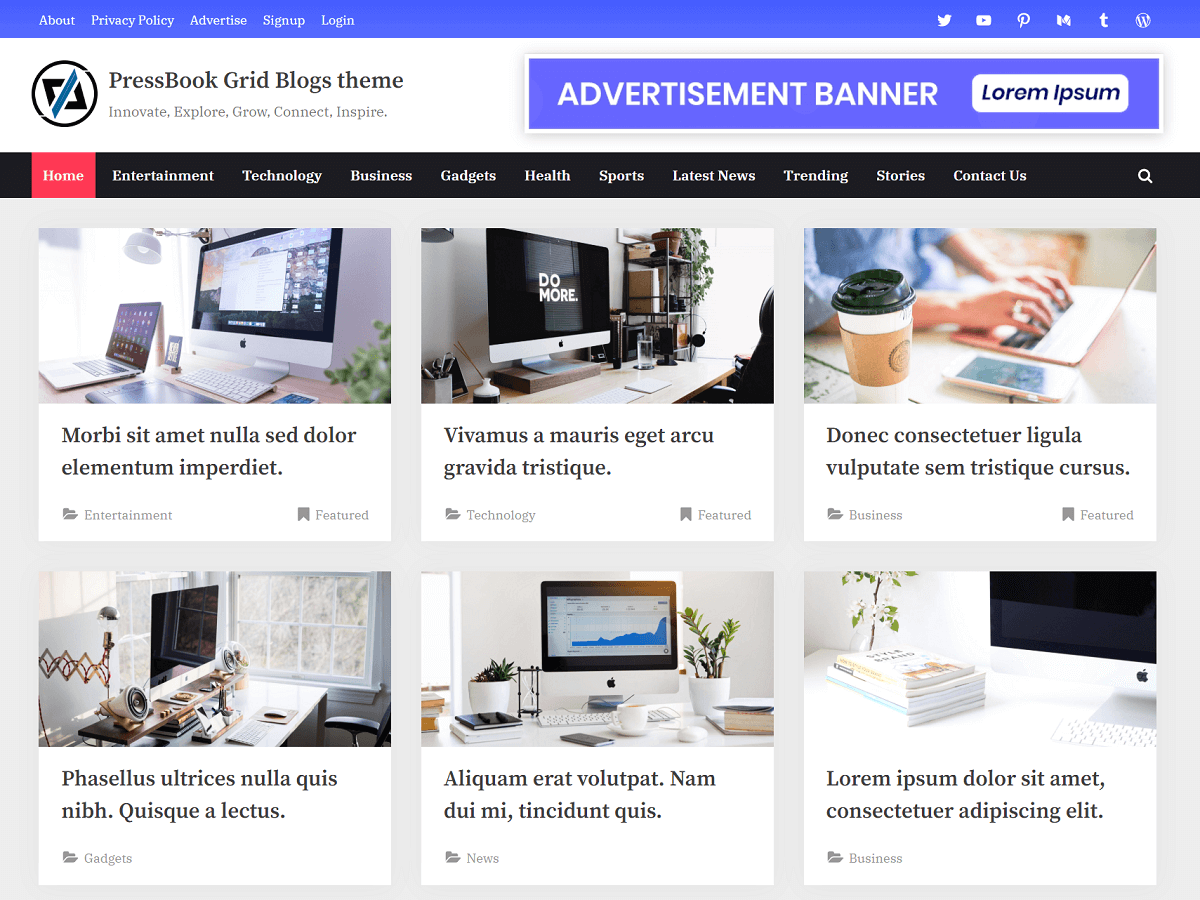 About Privacy Policy Advertise Signup Login
PressBook Grid Blogs theme
Innovate, Explore, Grow, Connect, Inspire.
ADVERTISEMENT BANNER Lorem Ipsum
Home Entertainment Technology Business Gadgets Health Sports Latest News Trending Stories Contact Us
DO
MORE.
Morbi sit amet nulla sed dolor
elementum imperdiet.
Entertainment Featured
Vivamus a mauris eget arcu
gravida tristique.
Technology Featured
Donec consectetuer ligula
vulputate sem tristique cursus.
Business Featured
STYLE
BRAND
Phasellus ultrices nulla quis
nibh. Quisque a lectus.
Gadgets
Aliquam erat volutpat. Nam
dui mi, tincidunt quis.
News
Lorem ipsum dolor sit amet,
consectetuer adipiscing elit.
Business